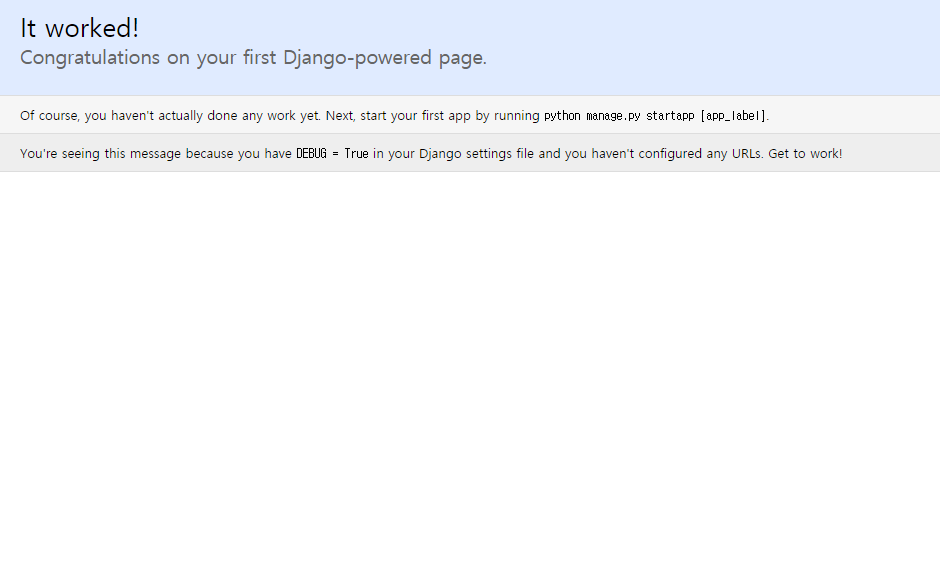 It worked!
Congratulations on your first Django-powered page.
Of course, you haven't actually done any work yet. Next, start your first app by running python manage.py startapp [app_label].
You're seeing this message because you have DEBUG = True in your Django settings file and you haven't configured any URLs. Get to work!